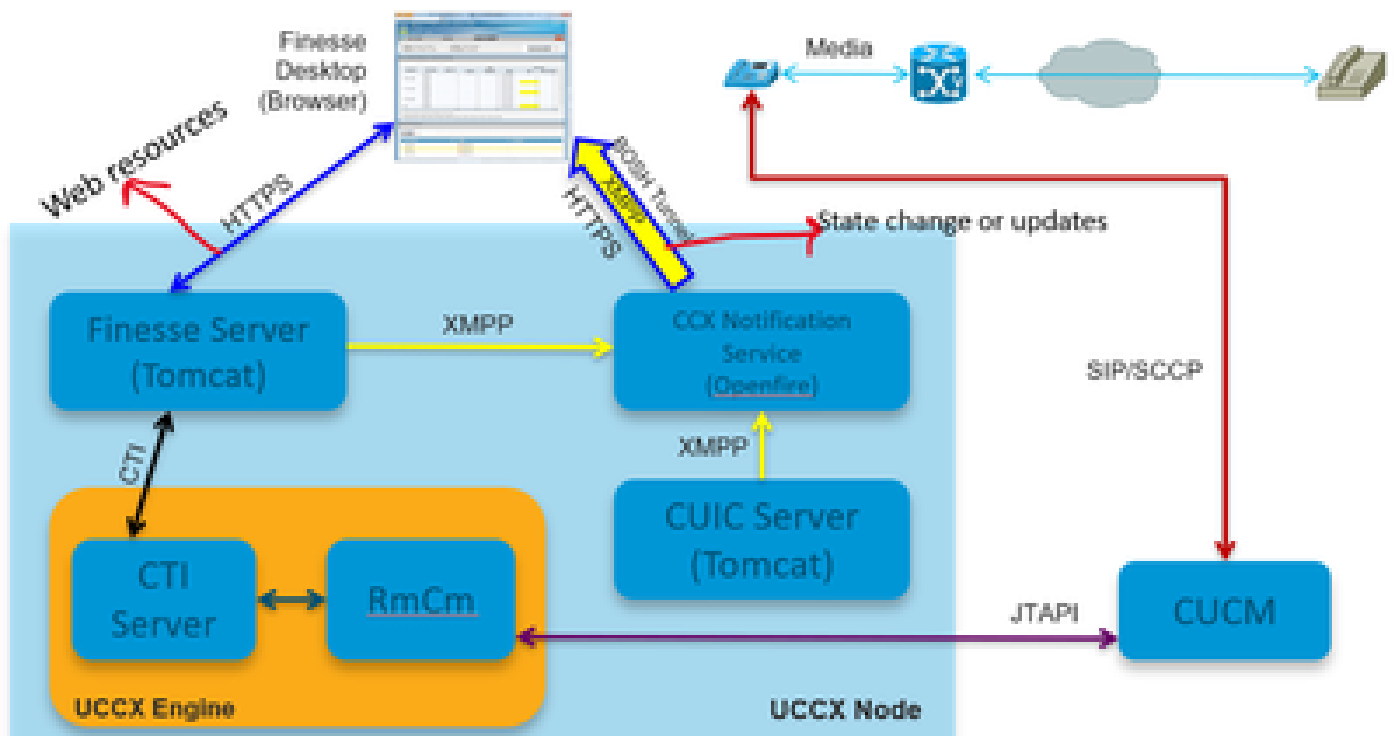 Finesse
Desktop
(Browser)
Media
Web resources
HTTPS
BOSH Tunnel
XMPP
HTTPS
State change or updates
Finesse Server
(Tomcat)
XMPP
CCX Notification
Service
(Openfire)
SIP/SCCP
CTI
XMPP
CUIC Server
(Tomcat)
CTI
Server
RmCm
JTAPI
CUCM
UCCX Engine
UCCX Node